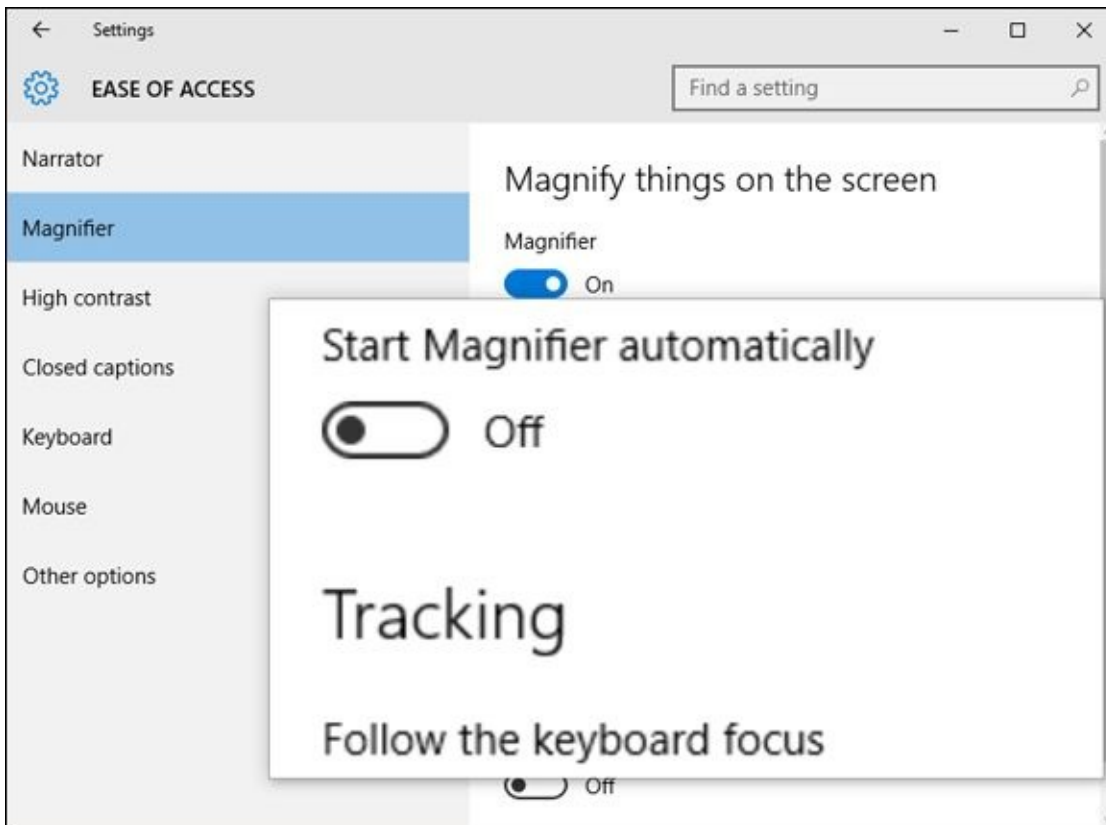 Settings
EASE OF ACCESS
Find a setting
Narrator
Magnifier
High contrast
Closed captions
Keyboard
Mouse
Other options
Magnify things on the screen
Magnifier
On
Start Magnifier automatically
Off
Tracking
Follow the keyboard focus
Off